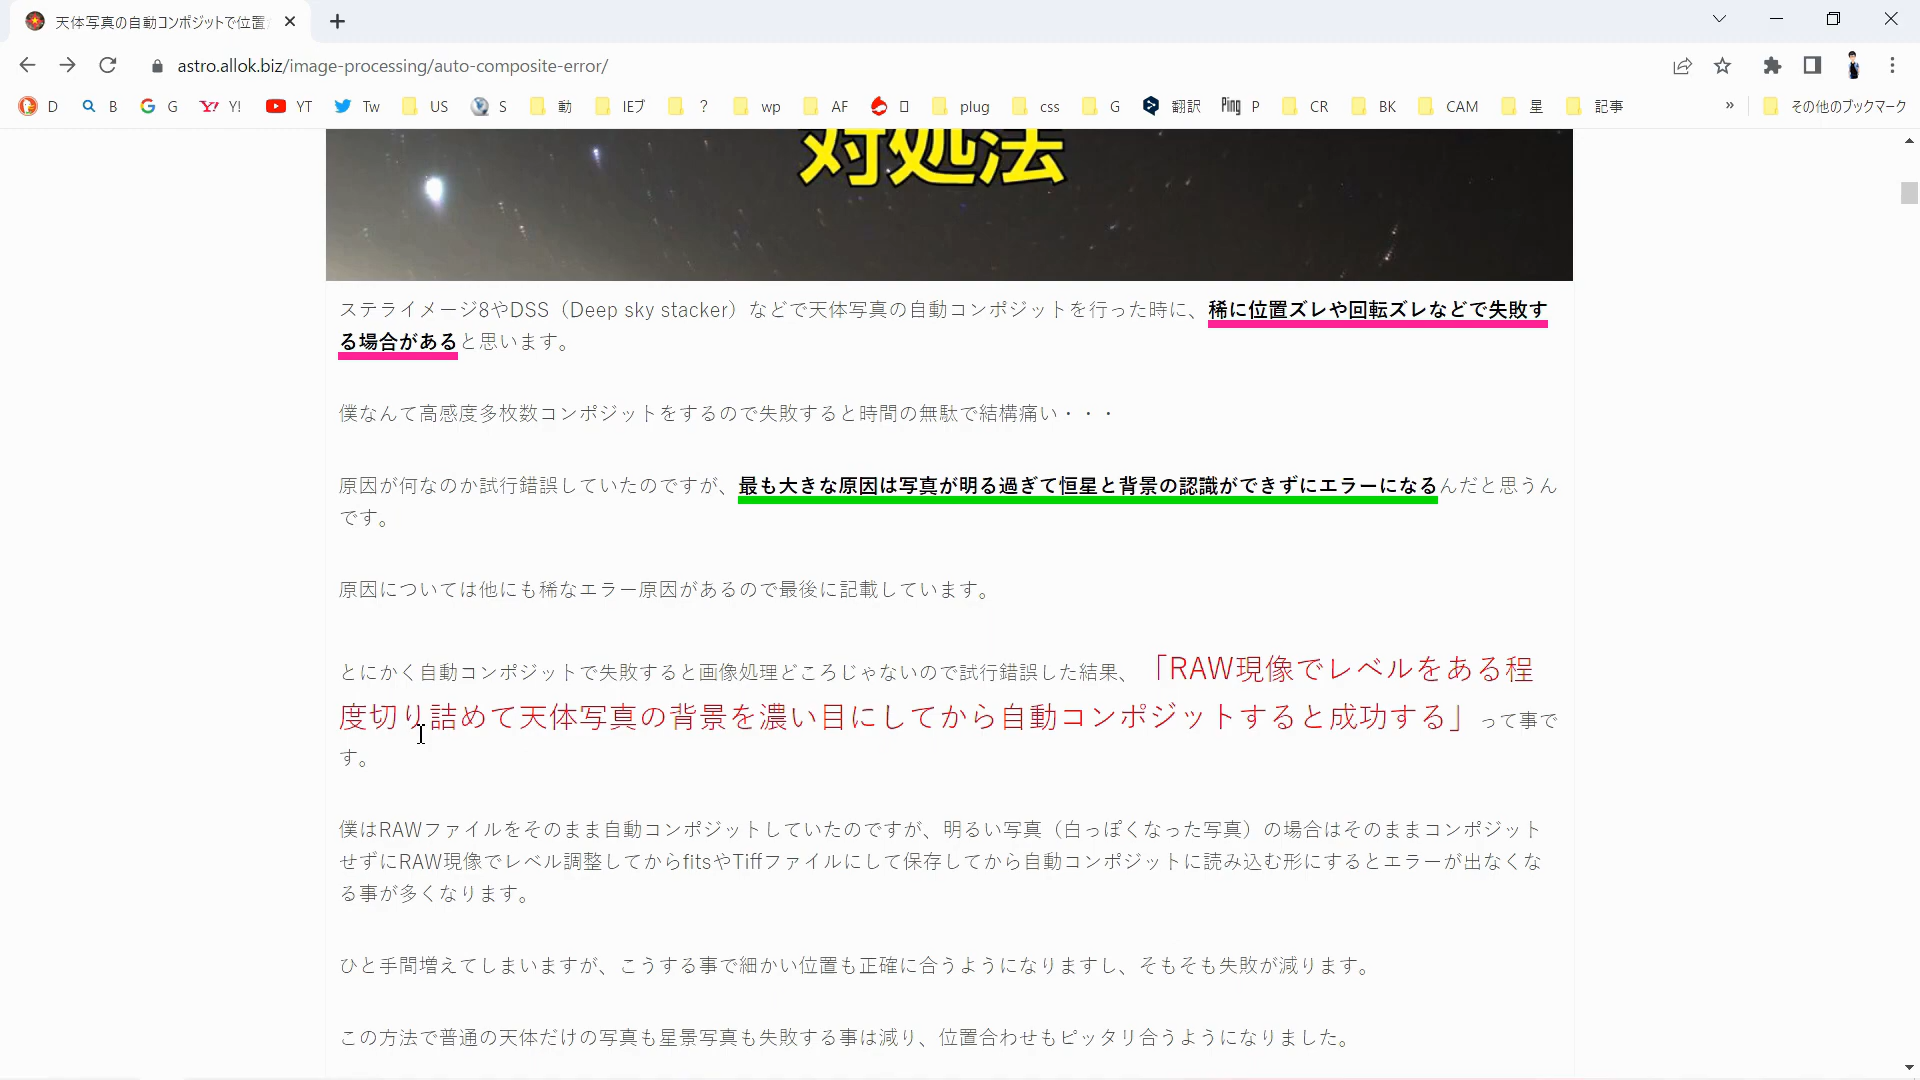 天体写真の自動コンポジットで位置
astro.allok.biz/image-processing/auto-composite-error/
D B G Y! YT Tw US S 動 IEブ ? wp AF plug css G 翻訳 P CR BK CAM 星 記事 » その他のブックマーク
対処法
ステライメージ8やDSS（Deep sky stacker）などで天体写真の自動コンポジットを行った時に、稀に位置ズレや回転ズレなどで失敗す
る場合があると思います。
僕なんて高感度多枚数コンポジットをするので失敗すると時間の無駄で結構痛い・・・
原因が何なのか試行錯誤していたのですが、最も大きな原因は写真が明る過ぎて恒星と背景の認識ができずにエラーになるんだと思うん
です。
原因については他にも稀なエラー原因があるので最後に記載しています。
とにかく自動コンポジットで失敗すると画像処理どころじゃないので試行錯誤した結果、「RAW現像でレベルをある程
度切り詰めて天体写真の背景を濃い目にしてから自動コンポジットすると成功する」って事で
す。
僕はRAWファイルをそのまま自動コンポジットしていたのですが、明るい写真（白っぽくなった写真）の場合はそのままコンポジット
せずにRAW現像でレベル調整してからfitsやTiffファイルにして保存してから自動コンポジットに読み込む形にするとエラーが出なくな
る事が多くなります。
ひと手間増えてしまいますが、こうする事で細かい位置も正確に合うようになりますし、そもそも失敗が減ります。
この方法で普通の天体だけの写真も星景写真も失敗する事は減り、位置合わせもピッタリ合うようになりました。